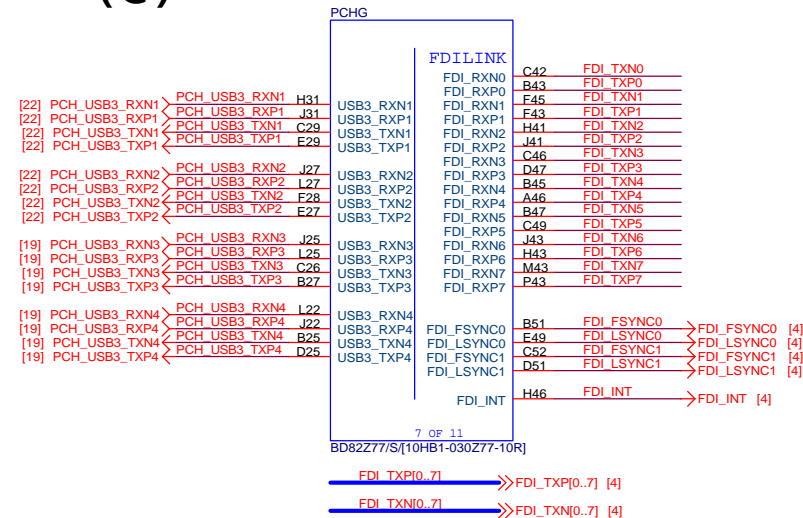 (G)
PCHG
FDILINK
[22] PCH_USB3_RXN1 PCH_USB3_RXN1 H31 USB3_RXN1
[22] PCH_USB3_RXP1 PCH_USB3_RXP1 J31 USB3_RXP1
[22] PCH_USB3_TXN1 PCH_USB3_TXN1 C29 USB3_TXN1
[22] PCH_USB3_TXP1 PCH_USB3_TXP1 E29 USB3_TXP1
[22] PCH_USB3_RXN2 PCH_USB3_RXN2 J27 USB3_RXN2
[22] PCH_USB3_RXP2 PCH_USB3_RXP2 L27 USB3_RXP2
[22] PCH_USB3_TXN2 PCH_USB3_TXN2 F28 USB3_TXN2
[22] PCH_USB3_TXP2 PCH_USB3_TXP2 E27 USB3_TXP2
[19] PCH_USB3_RXN3 PCH_USB3_RXN3 J25 USB3_RXN3
[19] PCH_USB3_RXP3 PCH_USB3_RXP3 L25 USB3_RXP3
[19] PCH_USB3_TXN3 PCH_USB3_TXN3 C26 USB3_TXN3
[19] PCH_USB3_TXP3 PCH_USB3_TXP3 B27 USB3_TXP3
[19] PCH_USB3_RXN4 PCH_USB3_RXN4 L22 USB3_RXN4
[19] PCH_USB3_RXP4 PCH_USB3_RXP4 J22 USB3_RXP4
[19] PCH_USB3_TXN4 PCH_USB3_TXN4 B25 USB3_TXN4
[19] PCH_USB3_TXP4 PCH_USB3_TXP4 D25 USB3_TXP4
FDI_RXN0 C42 FDI_TXN0
FDI_RXP0 B43 FDI_TXP0
FDI_RXN1 F45 FDI_TXN1
FDI_RXP1 F43 FDI_TXP1
FDI_RXN2 H41 FDI_TXN2
FDI_RXP2 J41 FDI_TXP2
FDI_RXN3 C46 FDI_TXN3
FDI_RXP3 D47 FDI_TXP3
FDI_RXN4 B45 FDI_TXN4
FDI_RXP4 A46 FDI_TXP4
FDI_RXN5 B47 FDI_TXN5
FDI_RXP5 C49 FDI_TXP5
FDI_RXN6 J43 FDI_TXN6
FDI_RXP6 H43 FDI_TXP6
FDI_RXN7 M43 FDI_TXN7
FDI_RXP7 P43 FDI_TXP7
FDI_FSYNC0 B51 FDI_FSYNC0 FDI_FSYNC0 [4]
FDI_LSYNC0 E49 FDI_LSYNC0 FDI_LSYNC0 [4]
FDI_FSYNC1 C52 FDI_FSYNC1 FDI_FSYNC1 [4]
FDI_LSYNC1 D51 FDI_LSYNC1 FDI_LSYNC1 [4]
FDI_INT H46 FDI_INT FDI_INT [4]
7 OF 11
BD82Z77/S/[10HB1-030Z77-10R]
FDI_TXP[0..7] FDI_TXP[0..7] [4]
FDI_TXN[0..7] FDI_TXN[0..7] [4]